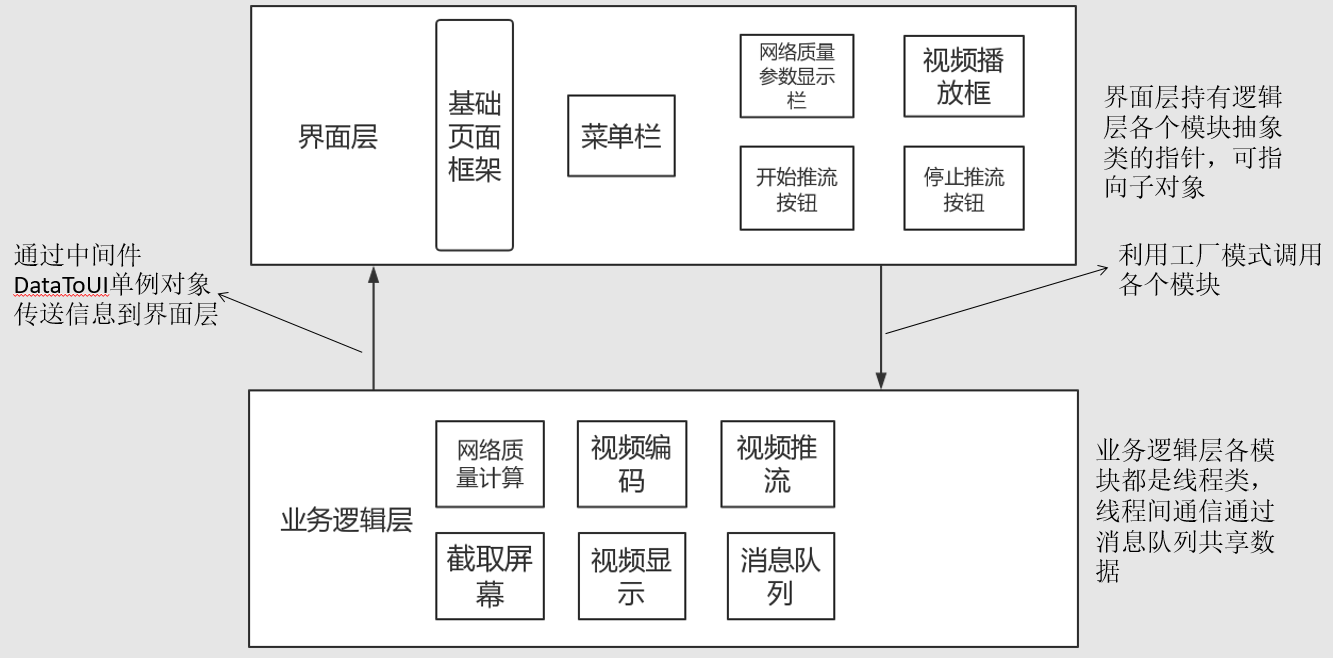 界面层
基础
页面
框架
菜单栏
网络质量
参数显示
栏
视频播
放框
开始推流
按钮
停止推流
按钮
界面层持有逻辑
层各个模块抽象
类的指针，可指
向子对象
通过中间件
DataToUI单例对象
传送信息到界面层
利用工厂模式调用
各个模块
业务逻辑层
网络质
量计算
视频编
码
视频推
流
截取屏
幕
视频显
示
消息队
列
业务逻辑层各模
块都是线程类，
线程间通信通过
消息队列共享数
据